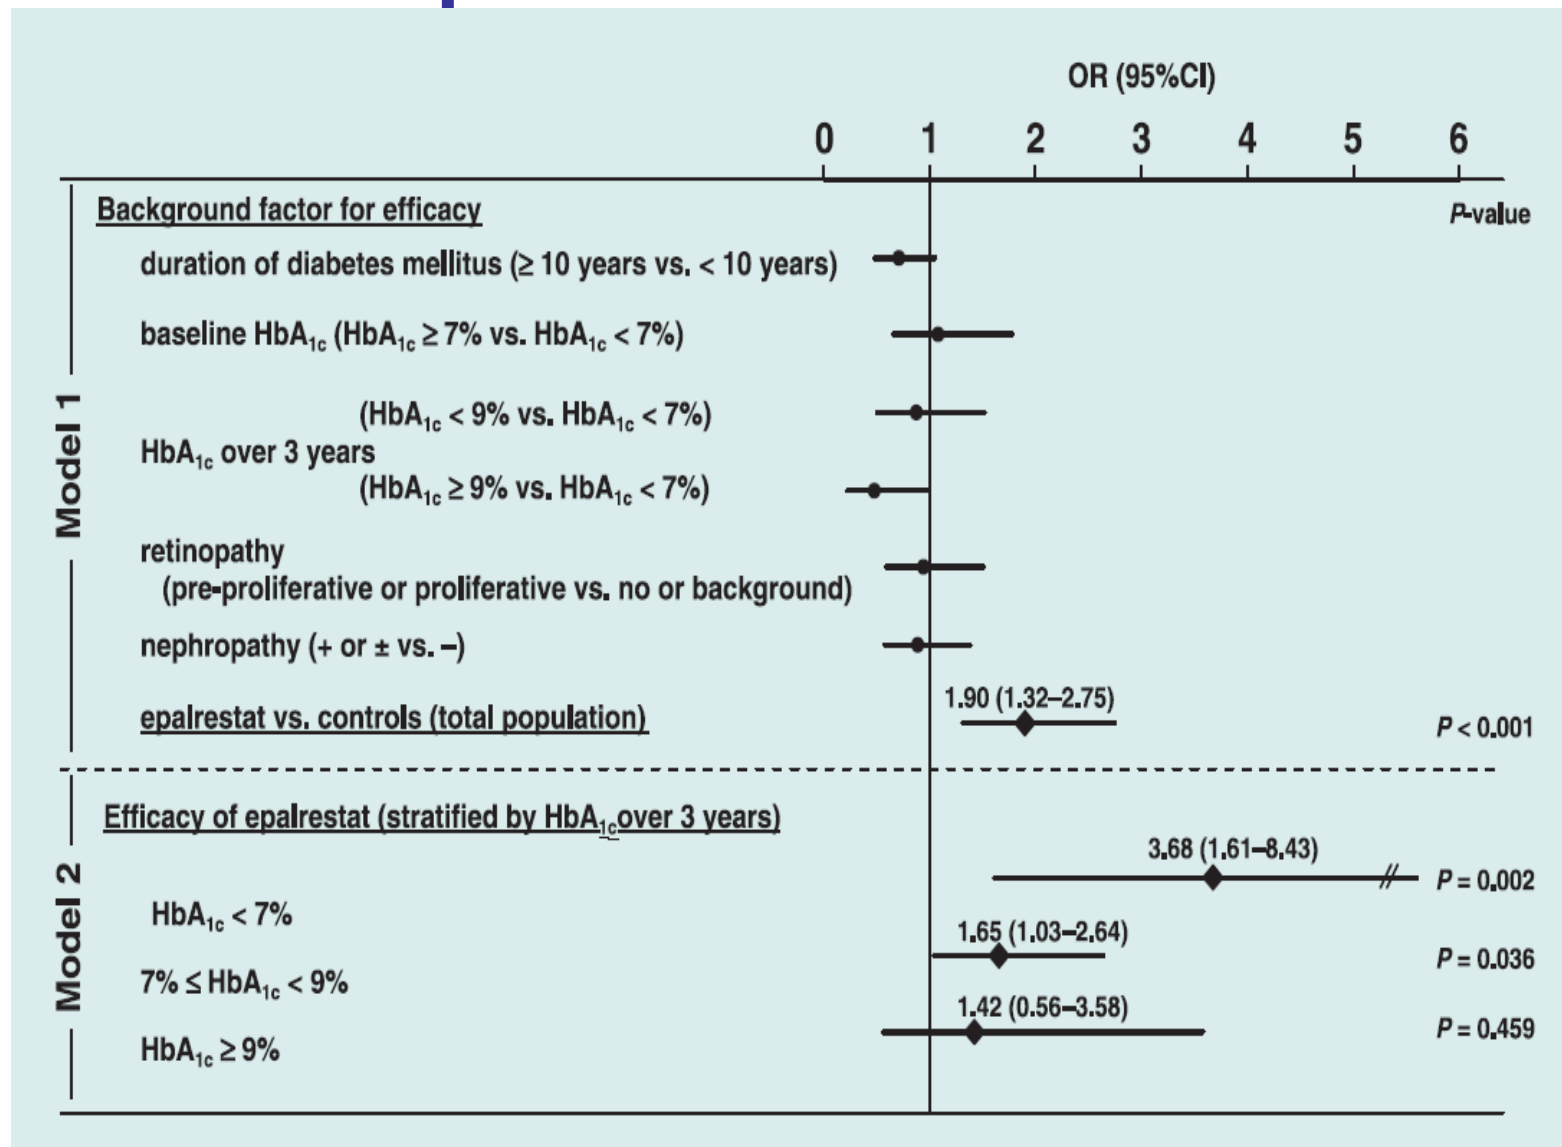 OR (95%CI)
0 1 2 3 4 5 6
Background factor for efficacy
P-value
duration of diabetes mellitus (≥ 10 years vs. < 10 years)
baseline HbA1c (HbA1c ≥ 7% vs. HbA1c < 7%)
(HbA1c < 9% vs. HbA1c < 7%)
HbA1c over 3 years
(HbA1c ≥ 9% vs. HbA1c < 7%)
retinopathy
(pre-proliferative or proliferative vs. no or background)
nephropathy (+ or ± vs. –)
1.90 (1.32–2.75)
epalrestat vs. controls (total population)
P < 0.001
Model 1
Efficacy of epalrestat (stratified by HbA1c over 3 years)
3.68 (1.61–8.43)
P = 0.002
HbA1c < 7%
1.65 (1.03–2.64)
P = 0.036
7% ≤ HbA1c < 9%
1.42 (0.56–3.58)
P = 0.459
HbA1c ≥ 9%
Model 2